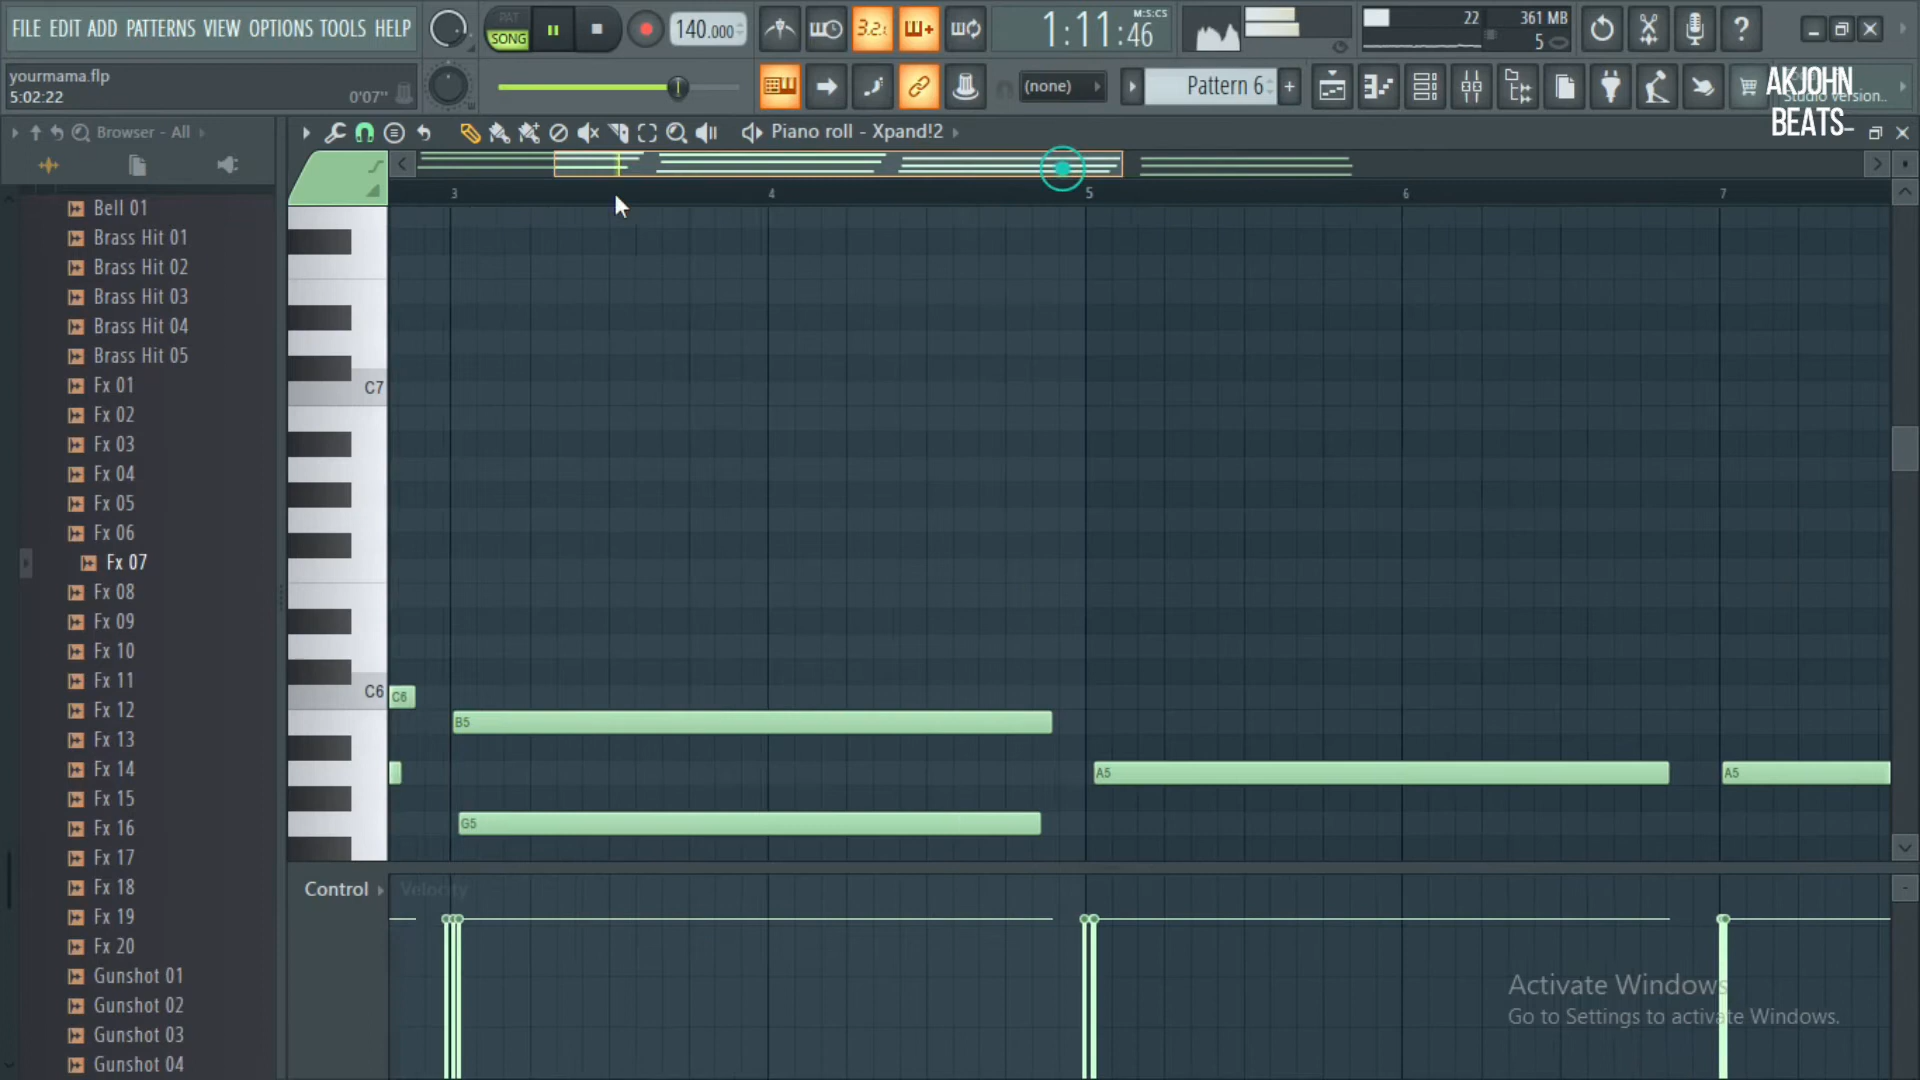 FILE EDIT ADD PATTERNS VIEW OPTIONS TOOLS HELP
PAT
SONG
140.000
3.2.
1:11:46
M:S:CS
22
361 MB
5
yourmama.flp
5:02:22
0'07"
(none)
Pattern 6
AKJOHN
BEATS_
Studio version..
Browser - All
Piano roll - Xpand!2
3
4
5
6
7
Bell 01
Brass Hit 01
Brass Hit 02
Brass Hit 03
Brass Hit 04
Brass Hit 05
Fx 01
Fx 02
Fx 03
Fx 04
Fx 05
Fx 06
Fx 07
Fx 08
Fx 09
Fx 10
Fx 11
Fx 12
Fx 13
Fx 14
Fx 15
Fx 16
Fx 17
Fx 18
Fx 19
Fx 20
Gunshot 01
Gunshot 02
Gunshot 03
Gunshot 04
C7
C6
C6
B5
A5
A5
G5
Control
Velocity
Activate Windows
Go to Settings to activate Windows.